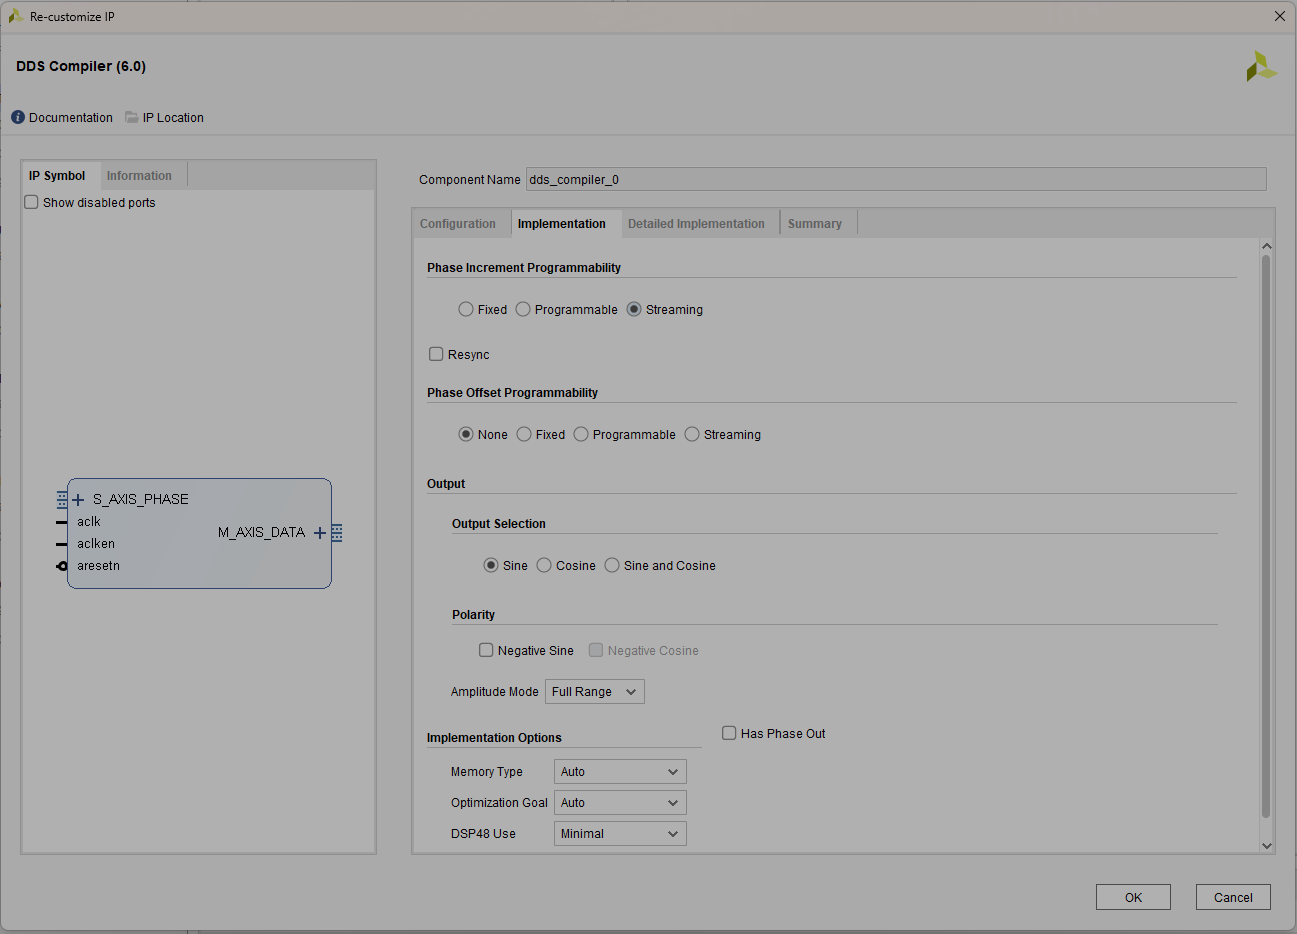 Re-customize IP
DDS Compiler (6.0)
Documentation IP Location
IP Symbol Information
Show disabled ports
S_AXIS_PHASE
aclk
M_AXIS_DATA
aclken
aresetn
Component Name dds_compiler_0
Configuration Implementation Detailed Implementation Summary
Phase Increment Programmability
Fixed Programmable Streaming
Resync
Phase Offset Programmability
None Fixed Programmable Streaming
Output
Output Selection
Sine Cosine Sine and Cosine
Polarity
Negative Sine Negative Cosine
Amplitude Mode Full Range
Implementation Options
Has Phase Out
Memory Type Auto
Optimization Goal Auto
DSP48 Use Minimal
OK Cancel